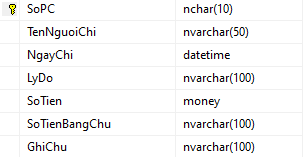 SoPC nchar(10)
TenNguoiChi nvarchar(50)
NgayChi datetime
LyDo nvarchar(100)
SoTien money
SoTienBangChu nvarchar(100)
GhiChu nvarchar(100)